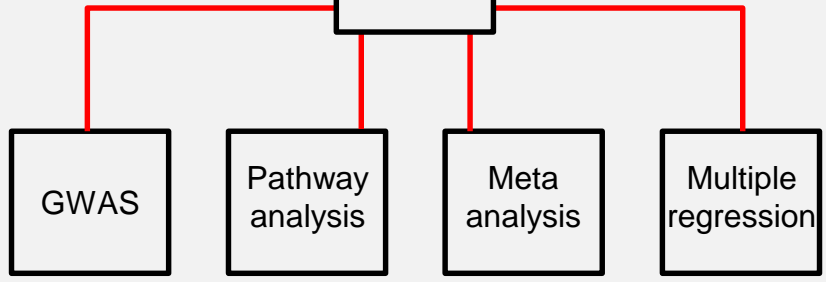 GWAS
Pathway
analysis
Meta
analysis
Multiple
regression